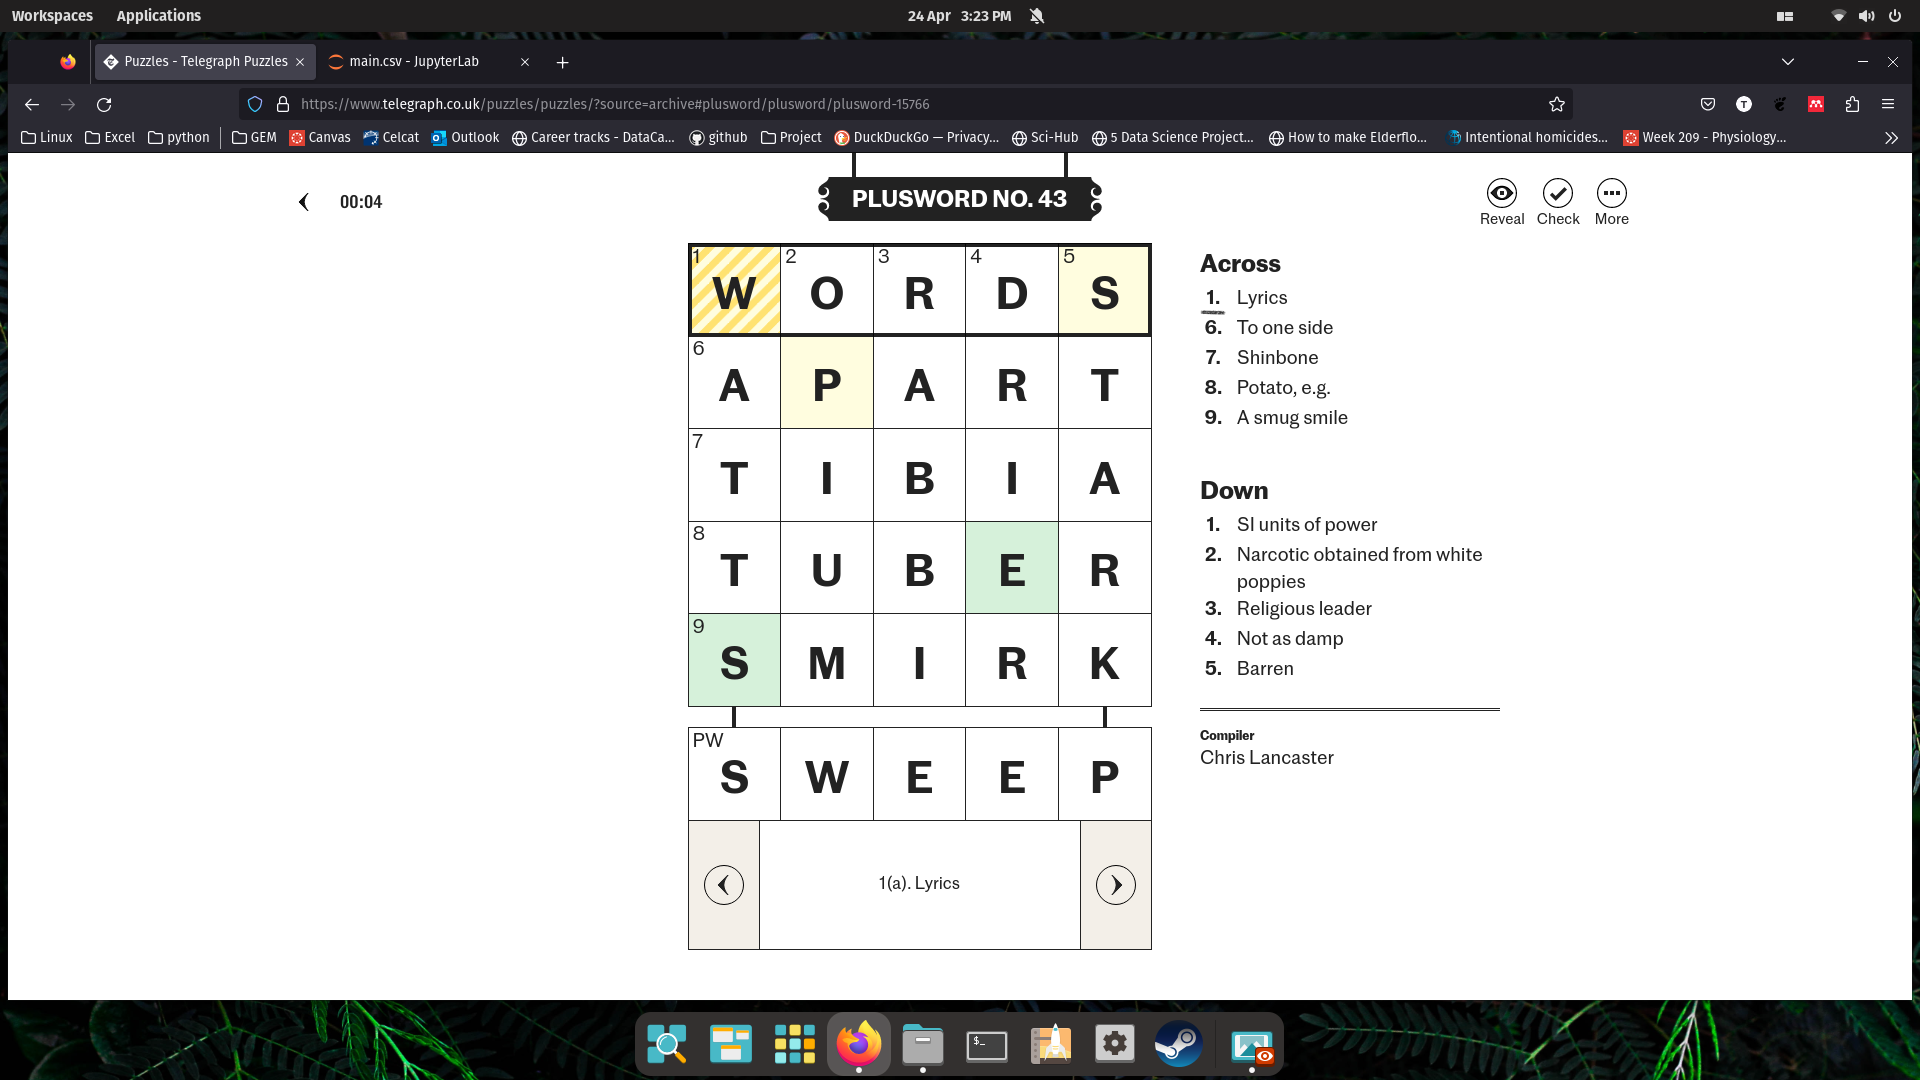 Workspaces Applications 24 Apr 3:23 PM
Puzzles - Telegraph Puzzles main.csv - JupyterLab
https://www.telegraph.co.uk/puzzles/puzzles/?source=archive#plusword/plusword/plusword-15766
Linux Excel python GEM Canvas Celcat Outlook Career tracks - DataCa... github Project DuckDuckGo — Privacy... Sci-Hub 5 Data Science Project... How to make Elderflo... Intentional homicides... Week 209 - Physiology...
00:04
PLUSWORD NO. 43
Reveal Check More
1 W 2 O 3 R 4 D 5 S
6 A P A R T
7 T I B I A
8 T U B E R
9 S M I R K
PW S W E E P
1(a). Lyrics
Across
1. Lyrics
6. To one side
7. Shinbone
8. Potato, e.g.
9. A smug smile
Down
1. SI units of power
2. Narcotic obtained from white
poppies
3. Religious leader
4. Not as damp
5. Barren
Compiler
Chris Lancaster